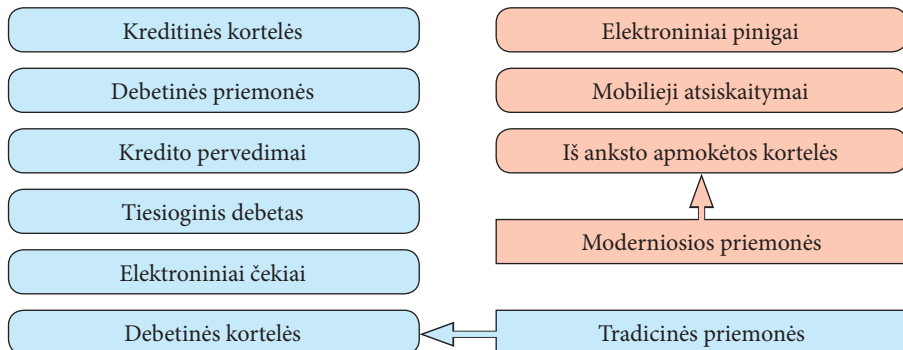 Kreditinės kortelės
Debetinės priemonės
Kredito pervedimai
Tiesioginis debetas
Elektroniniai čekiai
Debetinės kortelės
Elektroniniai pinigai
Mobilieji atsiskaitymai
Iš anksto apmokėtos kortelės
Moderniosios priemonės
Tradicinės priemonės